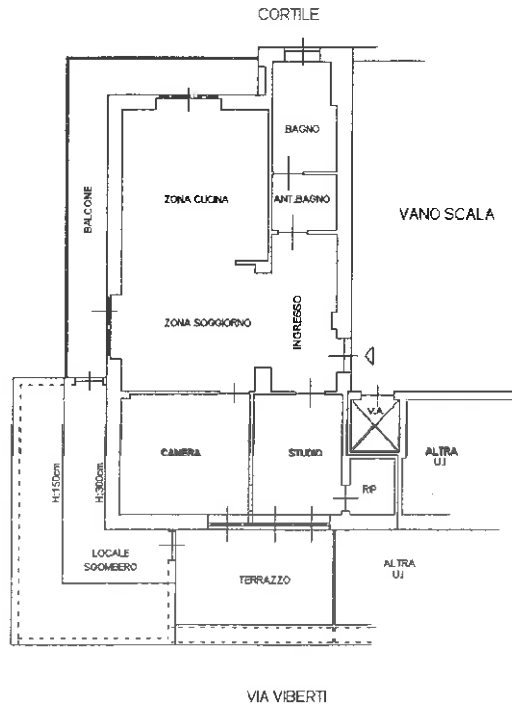 CORTILE
BAGNO
ZONA CUCINA
ANT.BAGNO
BALCONE
VANO SCALA
ZONA SOGGIORNO
INGRESSO
V.A
CAMERA
STUDIO
ALTRA
U.I
H:150cm
H:300cm
RIP
LOCALE
SGOMBERO
TERRAZZO
ALTRA
U.I
VIA VIBERTI